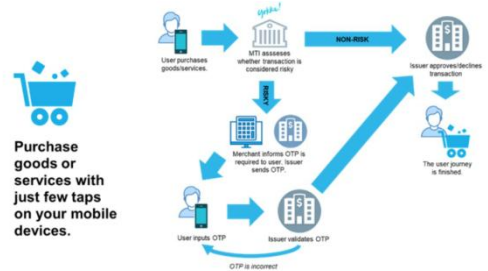 Yokke!
User purchases
goods/services.
MTI asssesses
whether transaction is
considered risky
NON-RISK
Issuer approves/declines
transaction
RISKY
Merchant informs OTP is
required to user. Issuer
sends OTP.
The user journey
is finished.
User inputs OTP
Issuer validates OTP
OTP is incorrect
Purchase
goods or
services with
just few taps
on your mobile
devices.